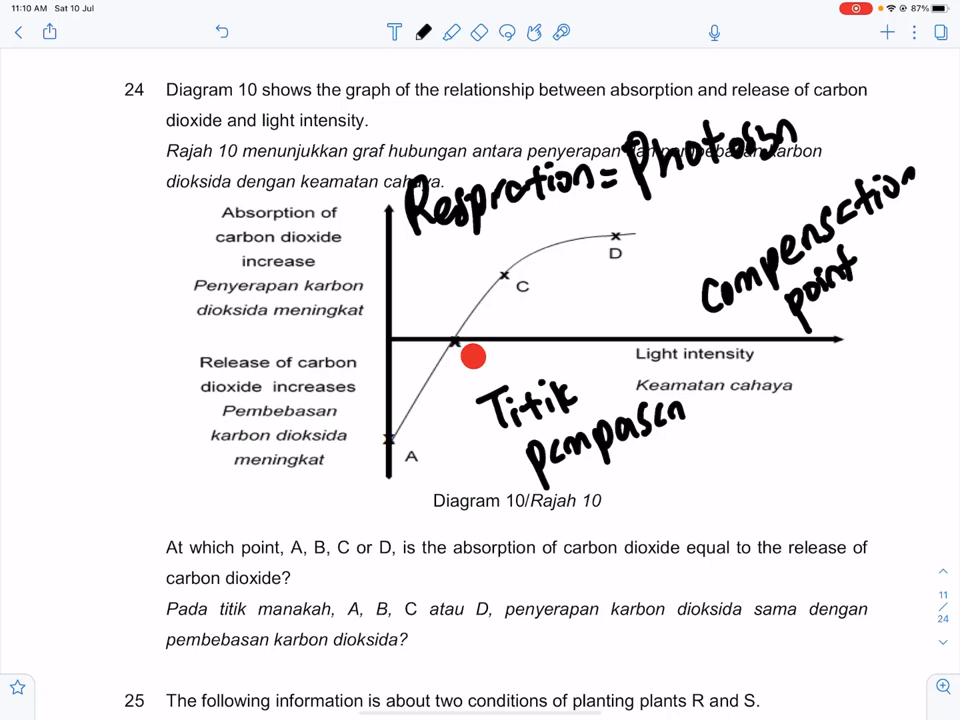 11:10 AM Sat 10 Jul
87%
24 Diagram 10 shows the graph of the relationship between absorption and release of carbon
dioxide and light intensity.
Rajah 10 menunjukkan graf hubungan antara penyerapan dan pembebasan karbon
dioksida dengan keamatan cahaya.
Respration = Photosyn
Absorption of
carbon dioxide
increase
Penyerapan karbon
dioksida meningkat
Compensation
point
D
C
Release of carbon
dioxide increases
Pembebasan
karbon dioksida
meningkat
Light intensity
Keamatan cahaya
Titik
pampasan
A
Diagram 10/Rajah 10
At which point, A, B, C or D, is the absorption of carbon dioxide equal to the release of
carbon dioxide?
Pada titik manakah, A, B, C atau D, penyerapan karbon dioksida sama dengan
pembebasan karbon dioksida?
11
/
24
25 The following information is about two conditions of planting plants R and S.